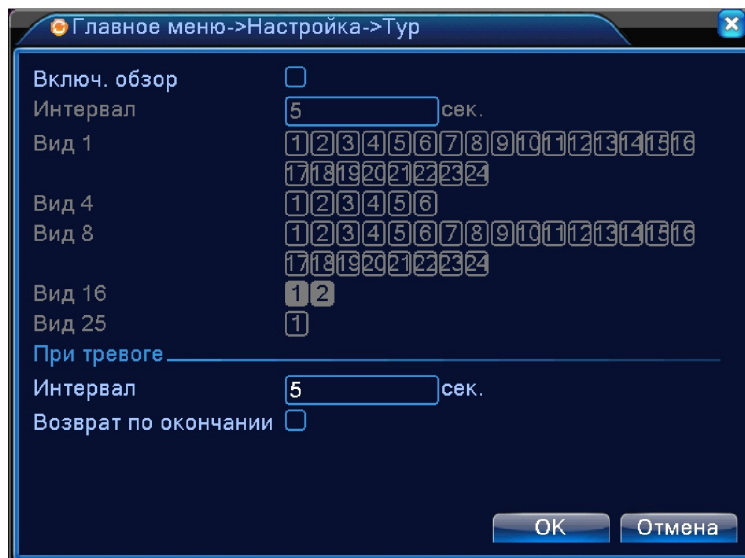 Главное меню->Настройка->Тур
Включ. обзор
Интервал 5 сек.
Вид 1 1 2 3 4 5 6 7 8 9 10 11 12 13 14 15 16
17 18 19 20 21 22 23 24
Вид 4 1 2 3 4 5 6
Вид 8 1 2 3 4 5 6 7 8 9 10 11 12 13 14 15 16
17 18 19 20 21 22 23 24
Вид 16 1 2
Вид 25 1
При тревоге
Интервал 5 сек.
Возврат по окончании
OK Отмена